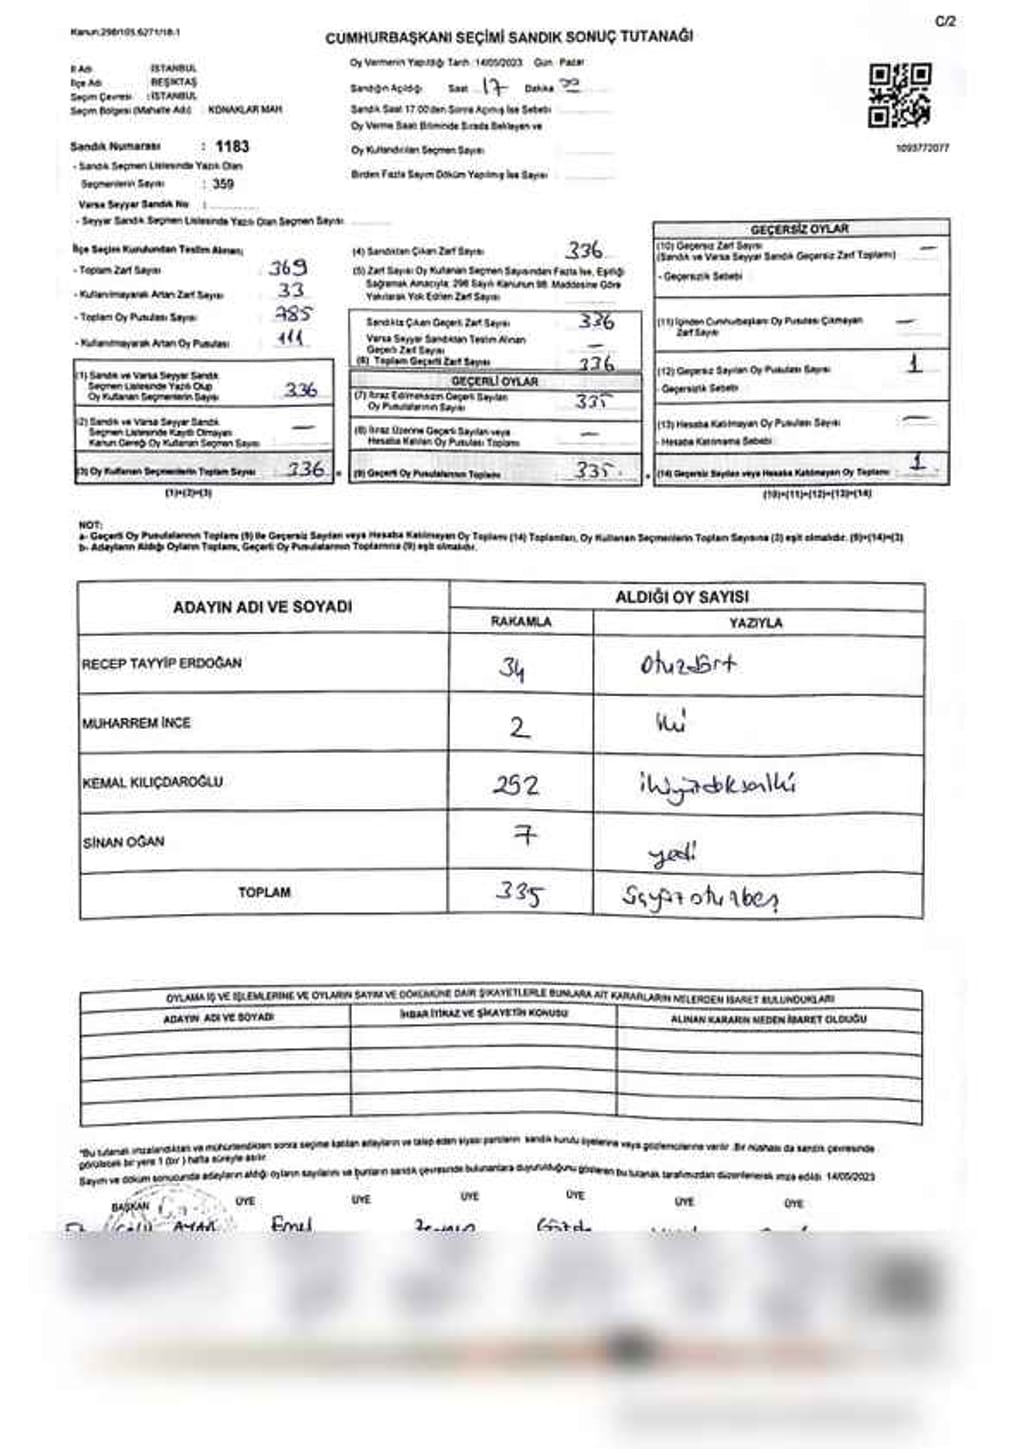 C/2
Kanun:298/105,6271/18-1
CUMHURBAŞKANI SEÇİMİ SANDIK SONUÇ TUTANAĞI
İl Adı : İSTANBUL
İlçe Adı : BEŞİKTAŞ
Seçim Çevresi : İSTANBUL
Seçim Bölgesi (Mahalle Adı) : KONAKLAR MAH
Sandık Numarası : 1183
- Sandık Seçmen Listesinde Yazılı Olan
Seçmenlerin Sayısı : 359
Varsa Seyyar Sandık No :
- Seyyar Sandık Seçmen Listesinde Yazılı Olan Seçmen Sayısı:
Oy Vermenin Yapıldığı Tarih :14/05/2023 Gün : Pazar
Sandığın Açıldığı Saat 17 Dakika
Sandık Saat 17.00'den Sonra Açılmış İse Sebebi
Oy Verme Saati Bitiminde Sırada Bekleyen ve
Oy Kullandırılan Seçmen Sayısı
Birden Fazla Sayım Döküm Yapılmış İse Sayısı
1093772077
İlçe Seçim Kurulundan Teslim Alınan;
- Toplam Zarf Sayısı 369
- Kullanılmayarak Artan Zarf Sayısı 33
- Toplam Oy Pusulası Sayısı
- Kullanılmayarak Artan Oy Pusulası 111
(1) Sandık ve Varsa Seyyar Sandık
Seçmen Listesinde Yazılı Olup
Oy Kullanan Seçmenlerin Sayısı 336
(2) Sandık ve Varsa Seyyar Sandık
Seçmen Listesinde Kayıtlı Olmayan
Kanun Gereği Oy Kullanan Seçmen Sayısı —
(3) Oy Kullanan Seçmenlerin Toplam Sayısı 336
(1)+(2)=(3)
(4) Sandıktan Çıkan Zarf Sayısı 336
(5) Zarf Sayısı Oy Kullanan Seçmen Sayısından Fazla İse, Eşitliği
Sağlamak Amacıyla; 298 Sayılı Kanunun 98. Maddesine Göre
Yakılarak Yok Edilen Zarf Sayısı
Sandıkta Çıkan Geçerli Zarf Sayısı 336
Varsa Seyyar Sandıktan Teslim Alınan
Geçerli Zarf Sayısı —
(6) Toplam Geçerli Zarf Sayısı 336
GEÇERLİ OYLAR
(7) İtiraz Edilmeksizin Geçerli Sayılan
Oy Pusulalarının Sayısı 335
(8) İtiraz Üzerine Geçerli Sayılan veya
Hesaba Katılan Oy Pusulası Toplamı —
(9) Geçerli Oy Pusulalarının Toplamı 335
GEÇERSİZ OYLAR
(10) Geçersiz Zarf Sayısı —
(Sandık ve Varsa Seyyar Sandık Geçersiz Zarf Toplamı)
- Geçersizlik Sebebi
(11) İçinden Cumhurbaşkanı Oy Pusulası Çıkmayan
Zarf Sayısı —
(12) Geçersiz Sayılan Oy Pusulası Sayısı 1
Geçersizlik Sebebi
(13) Hesaba Katılmayan Oy Pusulası Sayısı —
- Hesaba Katılmama Sebebi
(14) Geçersiz Sayılan veya Hesaba Katılmayan Oy Toplamı 1
(10)+(11)+(12)+(13)=(14)
NOT:
a- Geçerli Oy Pusulalarının Toplamı (9) ile Geçersiz Sayılan veya Hesaba Katılmayan Oy Toplamı (14) Toplamları, Oy Kullanan Seçmenlerin Toplam Sayısına (3) eşit olmalıdır. (9)+(14)=(3)
b- Adayların Aldığı Oyların Toplamı, Geçerli Oy Pusulalarının Toplamına (9) eşit olmalıdır.
ADAYIN ADI VE SOYADI ALDIĞI OY SAYISI
RAKAMLA YAZIYLA
RECEP TAYYİP ERDOĞAN 34 otuzdört
MUHARREM İNCE 2 iki
KEMAL KILIÇDAROĞLU 292
SİNAN OĞAN 7 yedi
TOPLAM 335
OYLAMA İŞ VE İŞLEMLERİNE VE OYLARIN SAYIM VE DÖKÜMÜNE DAİR ŞİKAYETLERLE BUNLARA AİT KARARLARIN NELERDEN İBARET BULUNDUKLARI
ADAYIN ADI VE SOYADI İHBAR İTİRAZ VE ŞİKAYETİN KONUSU ALINAN KARARIN NEDEN İBARET OLDUĞU
*Bu tutanak imzalandıktan ve mühürlendikten sonra seçime katılan adayların ve talep eden siyasi partilerin sandık kurulu üyelerine veya gözlemcilerine verilir. Bir nüshası da sandık çevresinde
görülecek bir yere 1 (bir) hafta süreyle asılır.
Sayım ve döküm sonucunda adayların aldığı oyların sayılarını ve bunların sandık çevresinde bulunanlara duyurulduğunu gösteren bu tutanak tarafımızdan düzenlenerek imza edildi. 14/05/2023
BAŞKAN ÜYE ÜYE ÜYE ÜYE ÜYE ÜYE
Emel